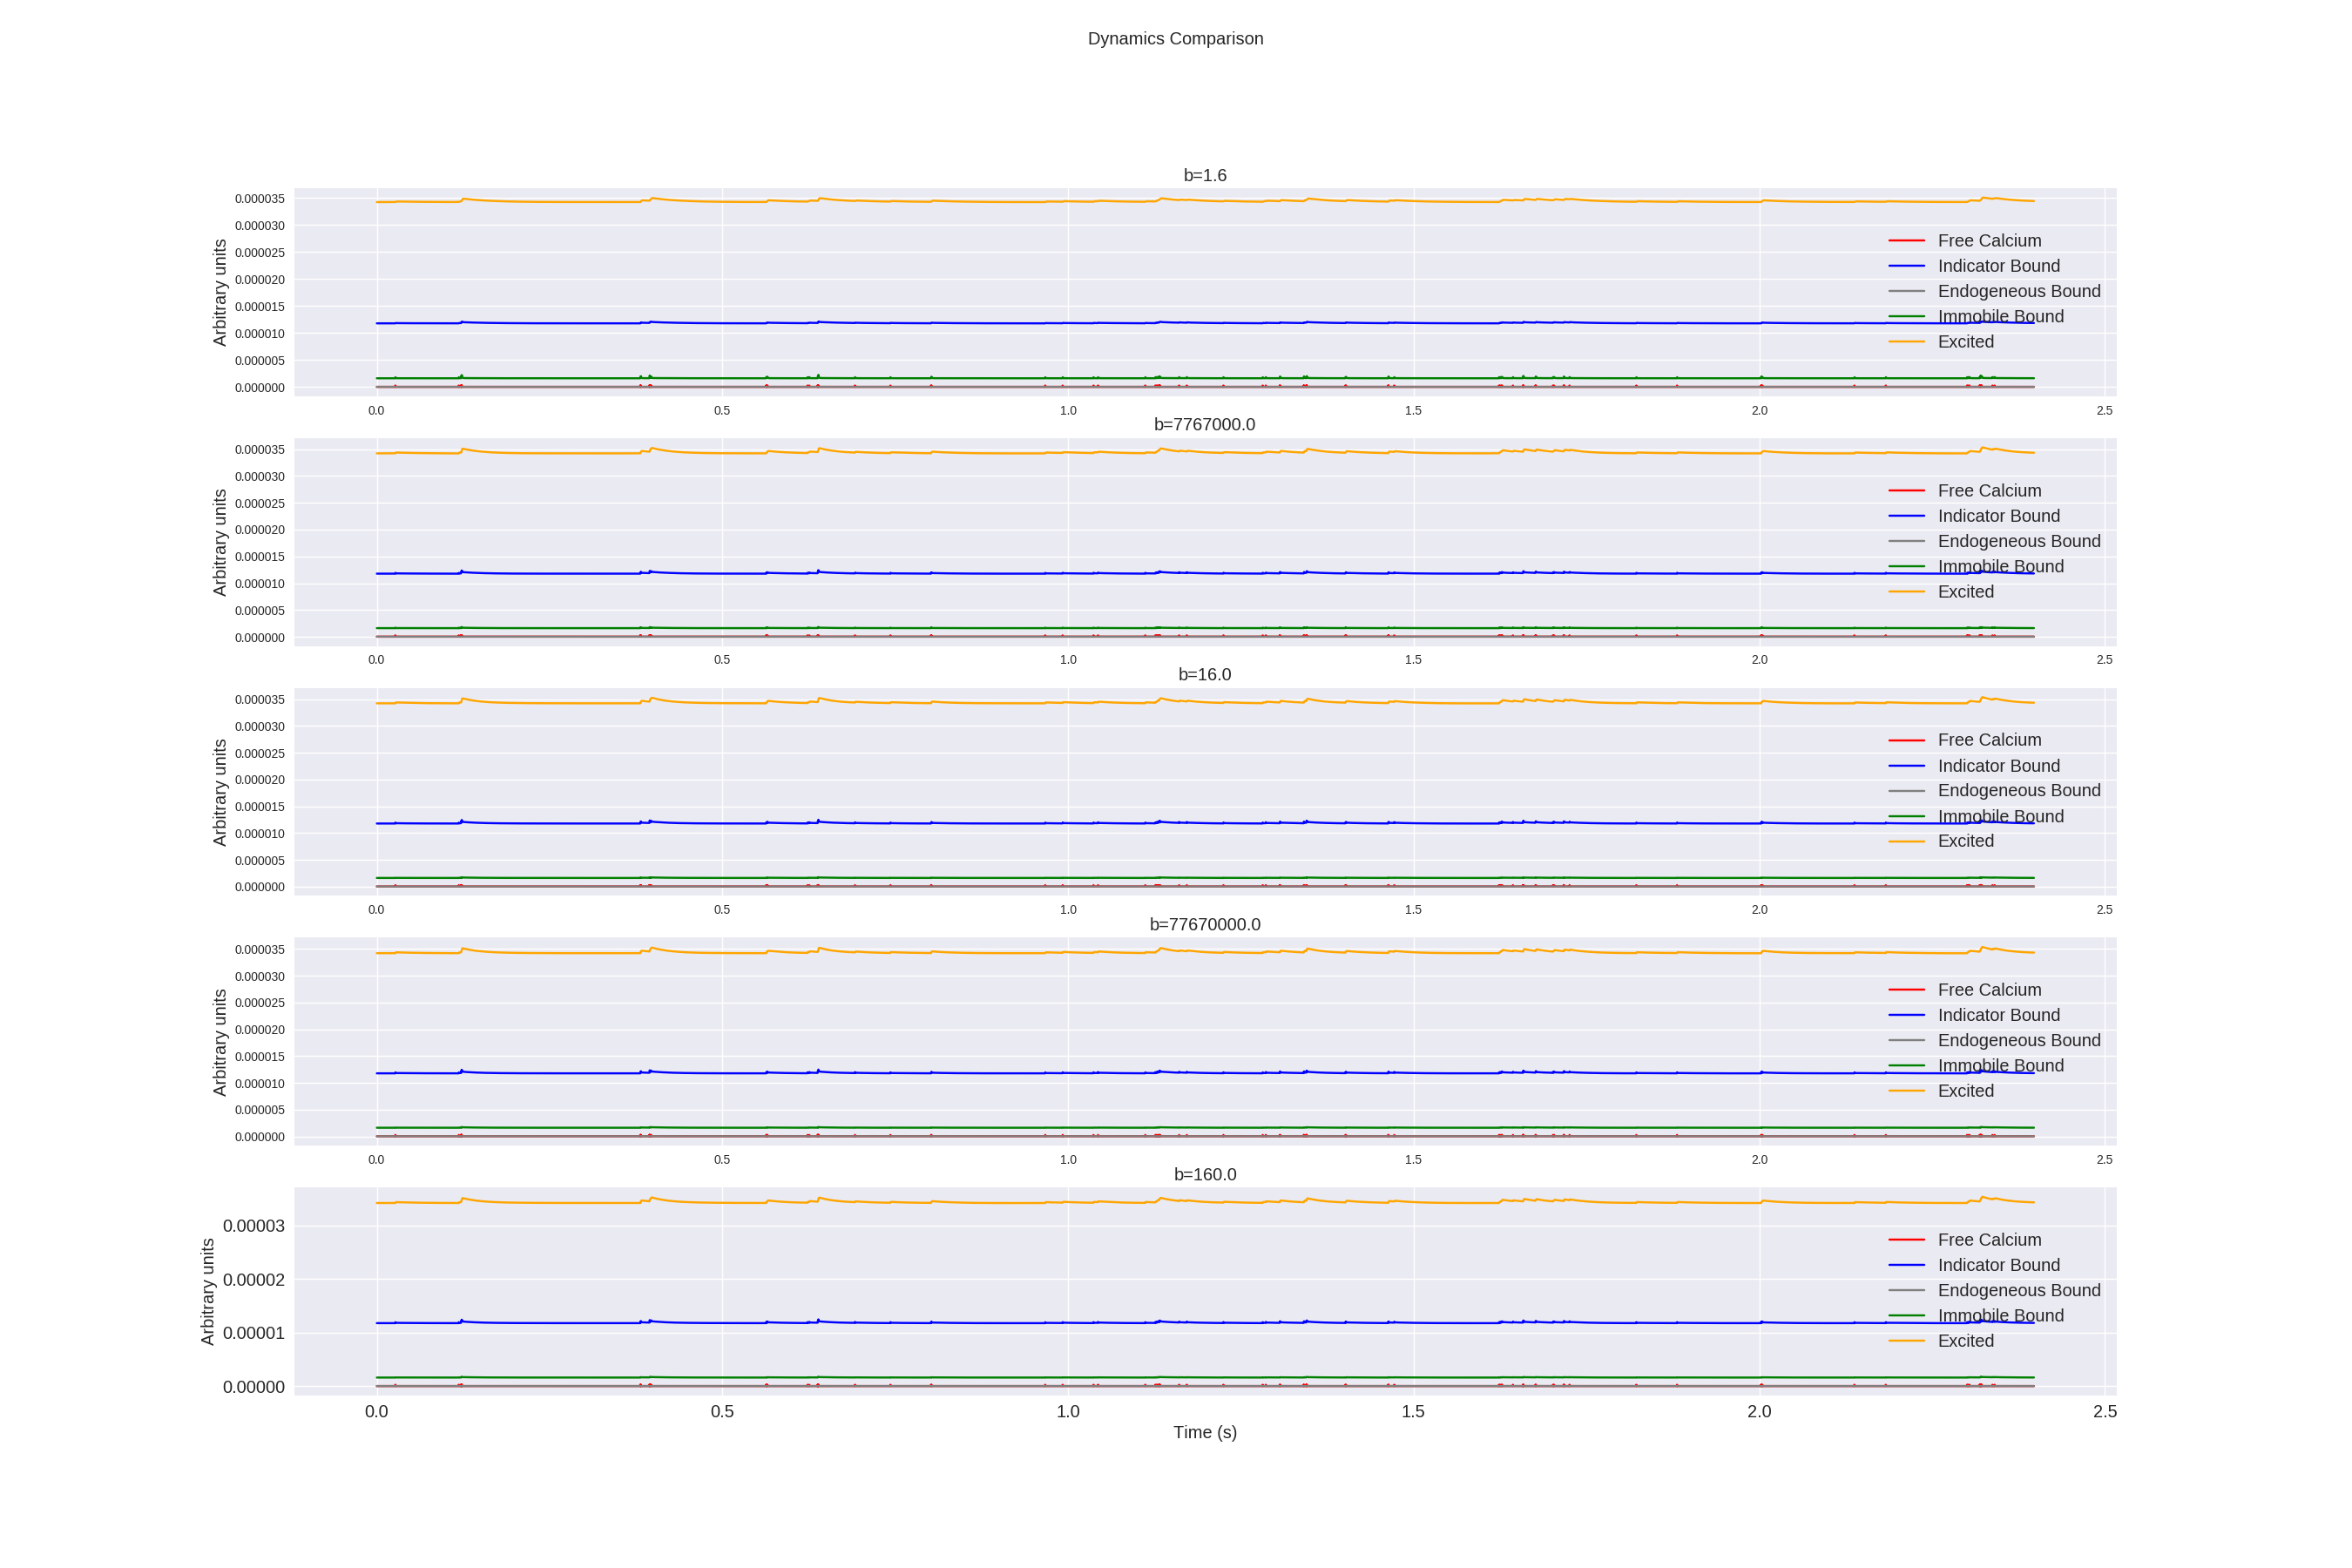 Dynamics Comparison
b=1.6
Arbitrary units
0.000035
0.000030
0.000025
0.000020
0.000015
0.000010
0.000005
0.000000
Free Calcium
Indicator Bound
Endogeneous Bound
Immobile Bound
Excited
0.0 0.5 1.0 1.5 2.0 2.5
b=7767000.0
Arbitrary units
0.000035
0.000030
0.000025
0.000020
0.000015
0.000010
0.000005
0.000000
Free Calcium
Indicator Bound
Endogeneous Bound
Immobile Bound
Excited
0.0 0.5 1.0 1.5 2.0 2.5
b=16.0
Arbitrary units
0.000035
0.000030
0.000025
0.000020
0.000015
0.000010
0.000005
0.000000
Free Calcium
Indicator Bound
Endogeneous Bound
Immobile Bound
Excited
0.0 0.5 1.0 1.5 2.0 2.5
b=77670000.0
Arbitrary units
0.000035
0.000030
0.000025
0.000020
0.000015
0.000010
0.000005
0.000000
Free Calcium
Indicator Bound
Endogeneous Bound
Immobile Bound
Excited
0.0 0.5 1.0 1.5 2.0 2.5
b=160.0
Arbitrary units
0.00003
0.00002
0.00001
0.00000
Free Calcium
Indicator Bound
Endogeneous Bound
Immobile Bound
Excited
0.0 0.5 1.0 1.5 2.0 2.5
Time (s)